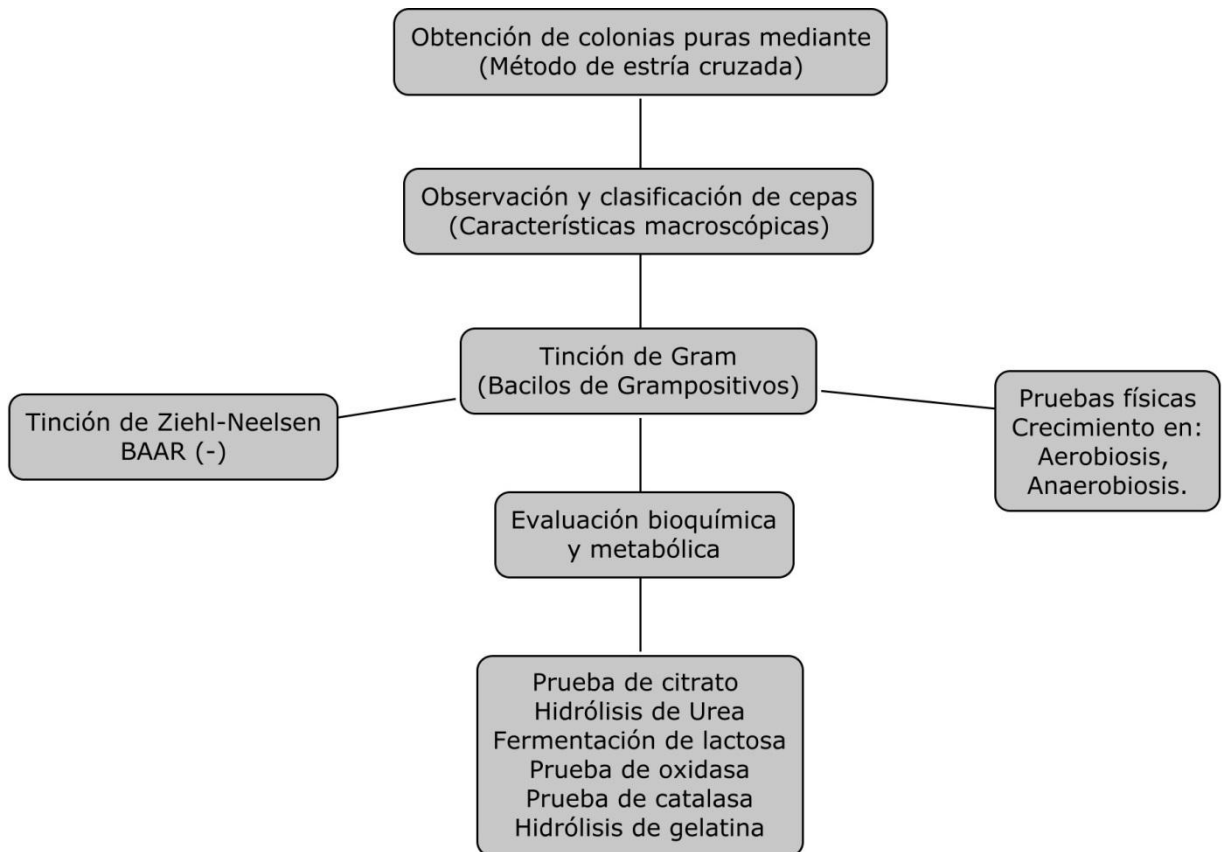 Obtención de colonias puras mediante
(Método de estría cruzada)
Observación y clasificación de cepas
(Características macroscópicas)
Tinción de Gram
(Bacilos de Grampositivos)
Tinción de Ziehl-Neelsen
BAAR (-)
Pruebas físicas
Crecimiento en:
Aerobiosis,
Anaerobiosis.
Evaluación bioquímica
y metabólica
Prueba de citrato
Hidrólisis de Urea
Fermentación de lactosa
Prueba de oxidasa
Prueba de catalasa
Hidrólisis de gelatina